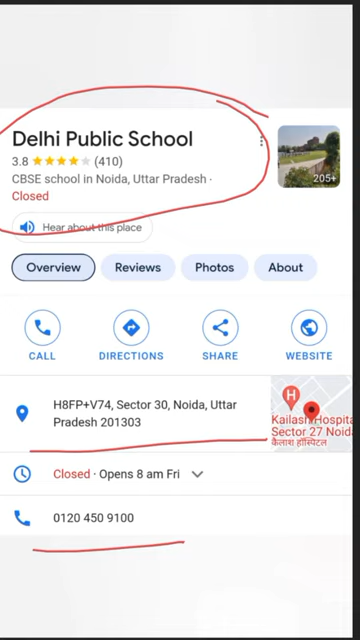 Delhi Public School
3.8 (410)
205+
CBSE school in Noida, Uttar Pradesh ·
Closed
Hear about this place
Overview
Reviews
Photos
About
CALL
DIRECTIONS
SHARE
WEBSITE
H8FP+V74, Sector 30, Noida, Uttar
Pradesh 201303
H
Kailash Hospita
Sector 27 Noida
कैलाश हॉस्पिटल
Closed · Opens 8 am Fri
0120 450 9100